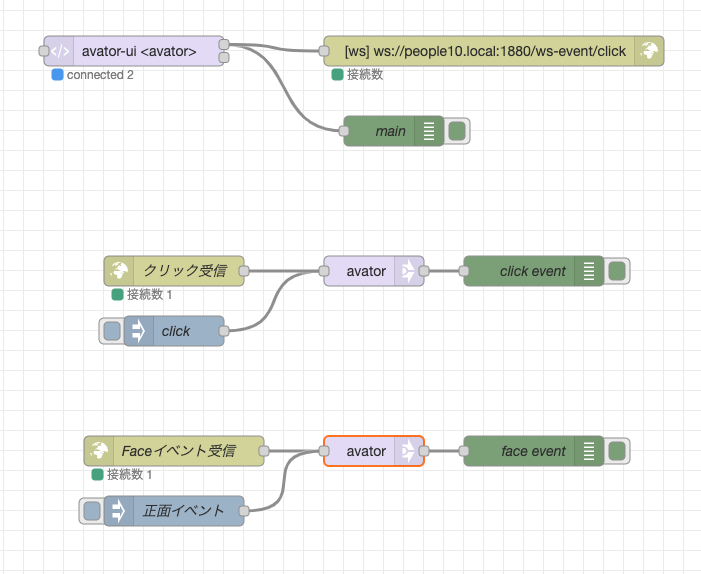 avator-ui <avator>
[ws] ws://people10.local:1880/ws-event/click
connected 2
接続数
main
クリック受信
avator
click event
接続数 1
click
Faceイベント受信
avator
face event
接続数 1
正面イベント